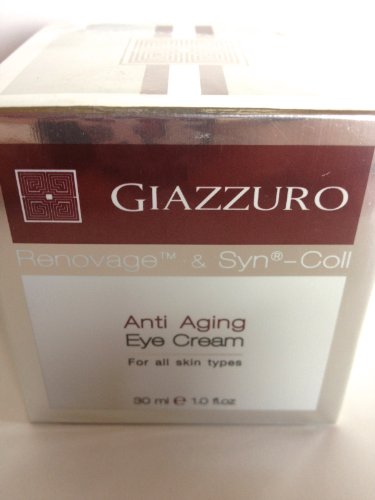 GIAZZURO
Renovage™ & Syn®-Coll
Anti Aging
Eye Cream
For all skin types
30 ml ℮ 1.0 fl.oz